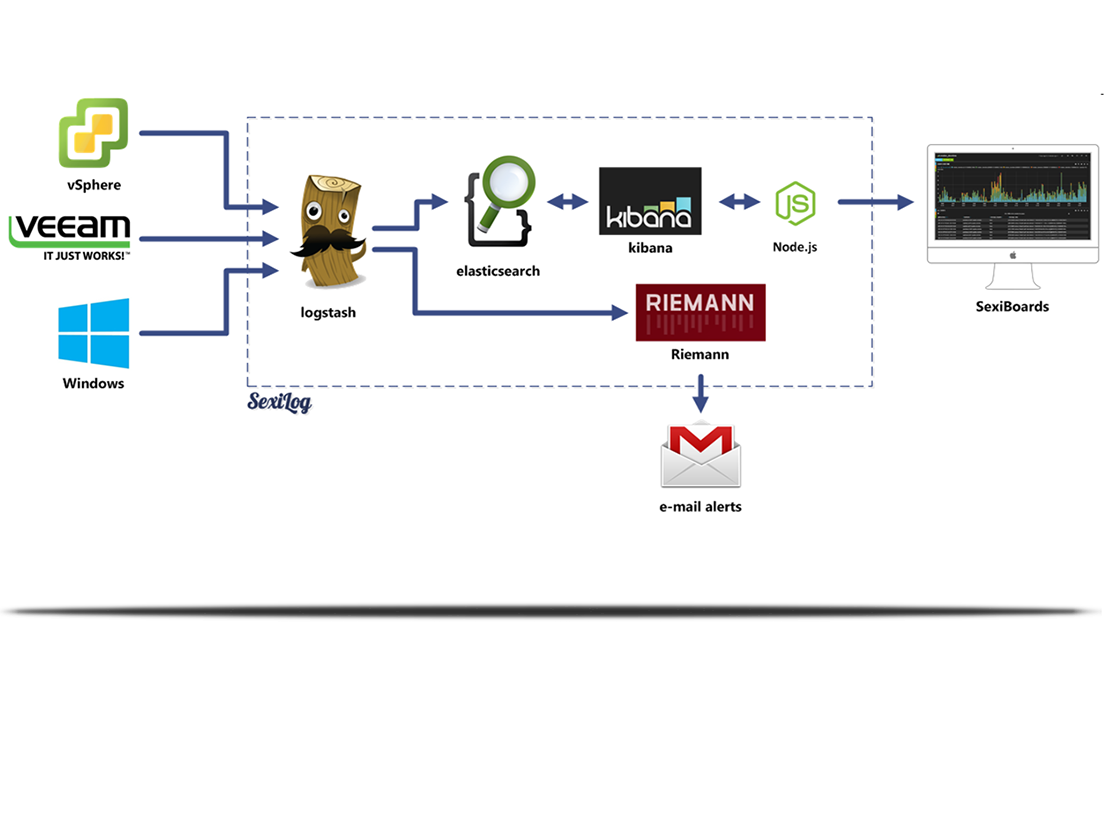 vSphere
VEEAM
IT JUST WORKS!™
Windows
logstash
elasticsearch
kibana
kibana
JS
Node.js
RIEMANN
Riemann
SexiBoards
SexiLog
e-mail alerts